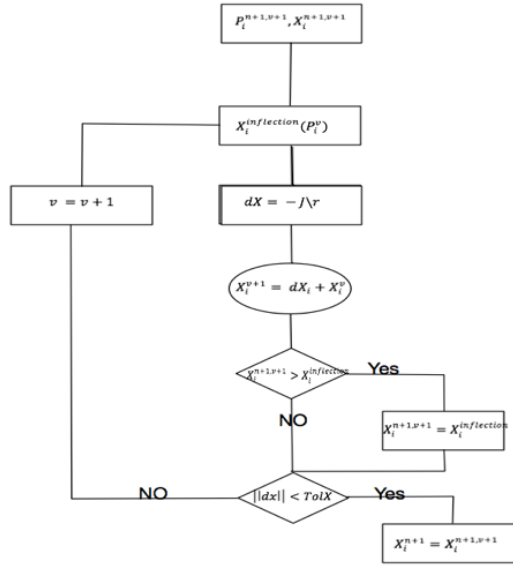 P_i^{n+1,v+1}, X_i^{n+1,v+1}
X_i^{inflection}(P_i^v)
v = v + 1
dX = −J\r
X_i^{v+1} = dX_i + X_i^v
X_i^{n+1,v+1} > X_i^{inflection}
Yes
NO
X_i^{n+1,v+1} = X_i^{inflection}
NO
||dx|| < TolX
Yes
X_i^{n+1} = X_i^{n+1,v+1}